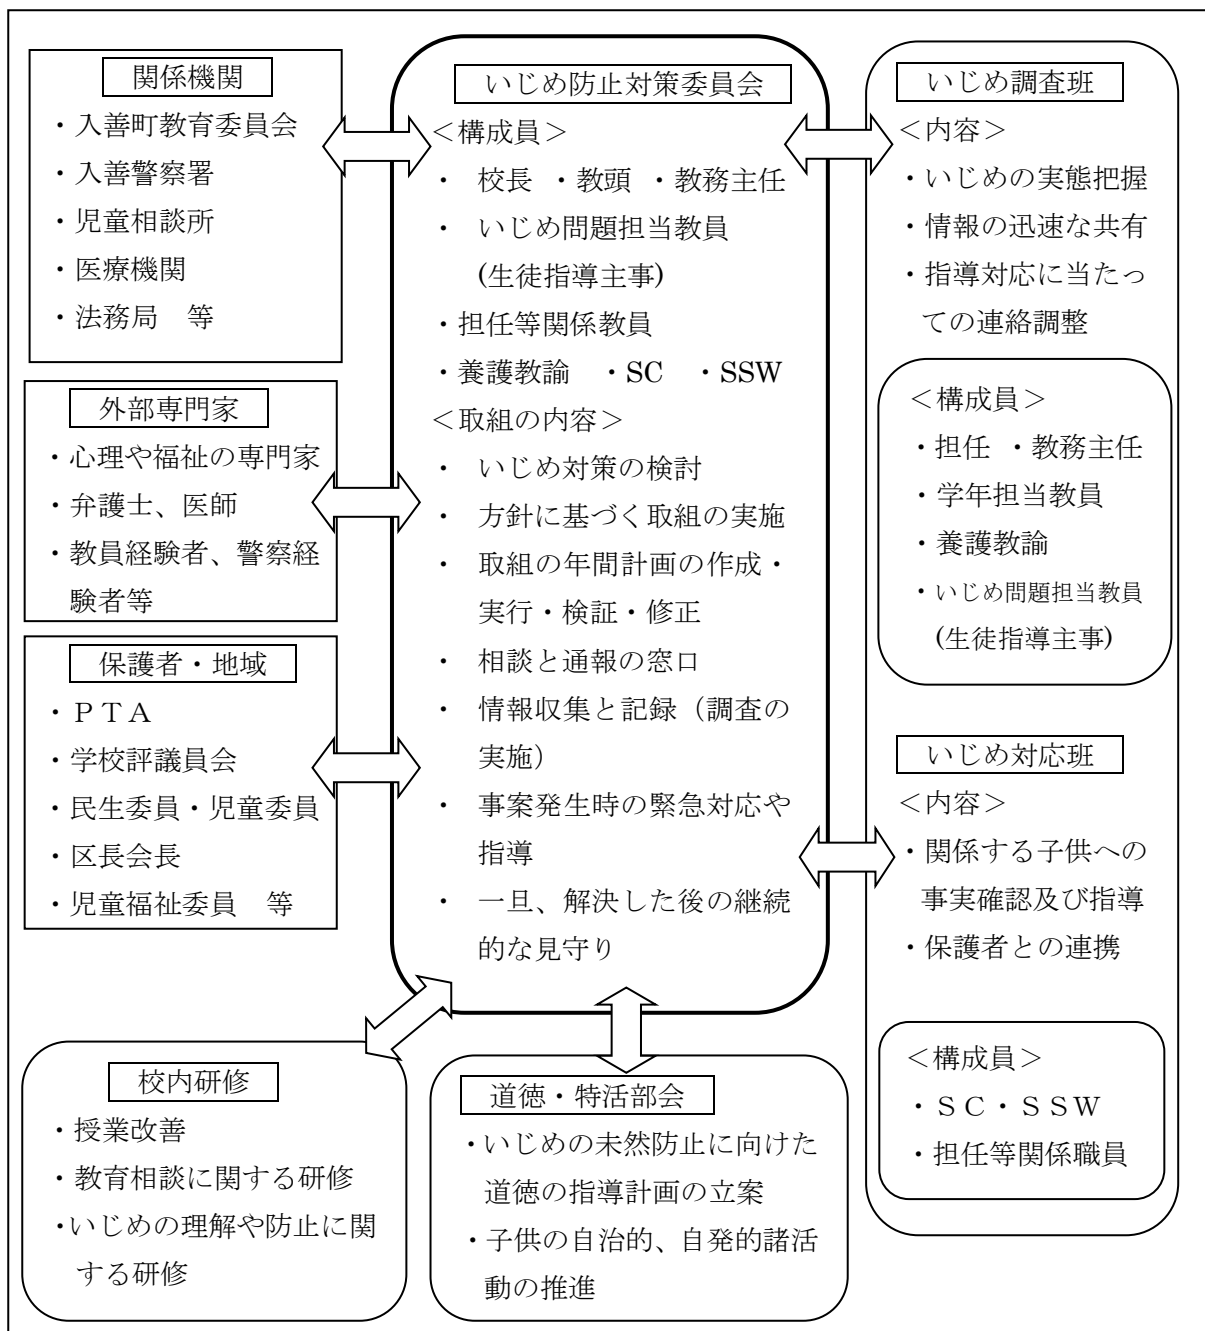 関係機関
・入善町教育委員会
・入善警察署
・児童相談所
・医療機関
・法務局　等
外部専門家
・心理や福祉の専門家
・弁護士、医師
・教員経験者、警察経
験者等
保護者・地域
・ＰＴＡ
・学校評議員会
・民生委員・児童委員
・区長会長
・児童福祉委員　等
いじめ防止対策委員会
＜構成員＞
・ 校長 ・教頭 ・教務主任
・ いじめ問題担当教員
(生徒指導主事)
・担任等関係教員
・養護教諭　・SC　・SSW
＜取組の内容＞
・ いじめ対策の検討
・ 方針に基づく取組の実施
・ 取組の年間計画の作成・
実行・検証・修正
・ 相談と通報の窓口
・ 情報収集と記録（調査の
実施）
・ 事案発生時の緊急対応や
指導
・ 一旦、解決した後の継続
的な見守り
いじめ調査班
＜内容＞
・いじめの実態把握
・情報の迅速な共有
・指導対応に当たっ
ての連絡調整
＜構成員＞
・担任 ・教務主任
・学年担当教員
・養護教諭
・いじめ問題担当教員
(生徒指導主事)
いじめ対応班
＜内容＞
・関係する子供への
事実確認及び指導
・保護者との連携
＜構成員＞
・ＳＣ・ＳＳＷ
・担任等関係職員
校内研修
・授業改善
・教育相談に関する研修
・いじめの理解や防止に関
する研修
道徳・特活部会
・いじめの未然防止に向けた
道徳の指導計画の立案
・子供の自治的、自発的諸活
動の推進